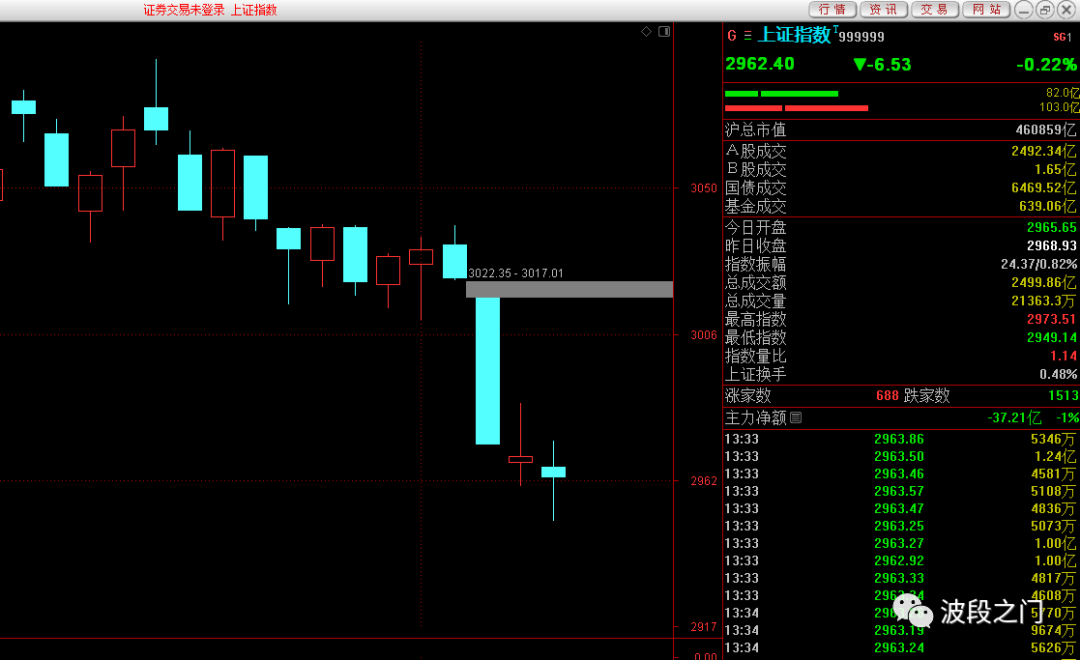 证券交易未登录 上证指数
行情 资讯 交易 网站
G 上证指数 T 999999 SG1
2962.40 ▼-6.53 -0.22%
82.0亿
103.0亿
沪总市值 460859亿
A股成交 2492.34亿
B股成交 1.65亿
国债成交 6469.52亿
基金成交 639.06亿
今日开盘 2965.65
昨日收盘 2968.93
指数振幅 24.37/0.82%
总成交额 2499.86亿
总成交量 21363.3万
最高指数 2973.51
最低指数 2949.14
指数量比 1.14
上证换手 0.48%
涨家数 688 跌家数 1513
主力净额 -37.21亿 -1%
13:33 2963.86 5346万
13:33 2963.50 1.24亿
13:33 2963.46 4581万
13:33 2963.57 5108万
13:33 2963.47 4836万
13:33 2963.25 5073万
13:33 2963.27 1.00亿
13:33 2962.92 1.00亿
13:33 2963.33 4817万
13:33 4608万
13:34 5770万
13:34 2963.19 9674万
13:34 2963.24 5626万
3050
3022.35 - 3017.01
3006
2962
2917
0.00
波段之门